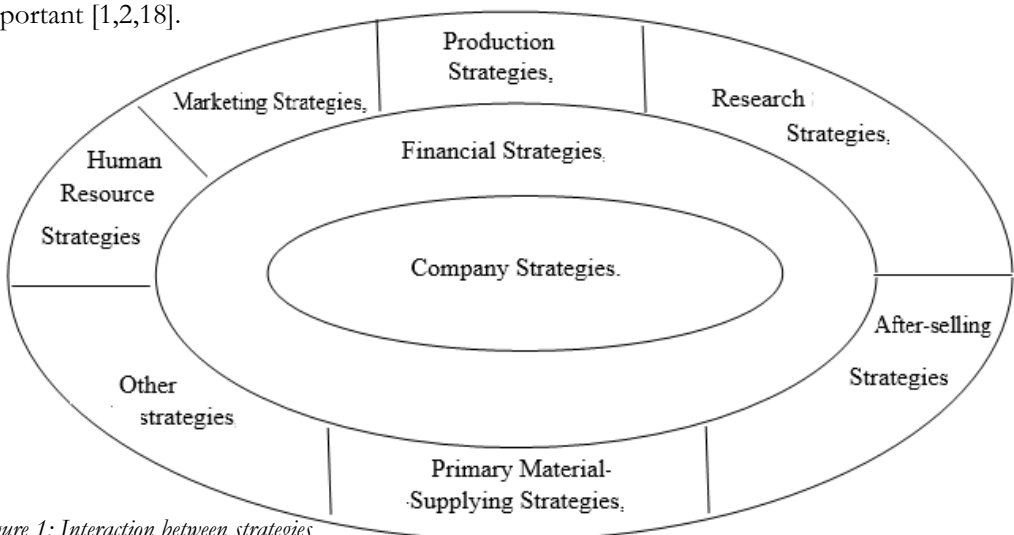 portant [1,2,18].
Production
Strategies,
Marketing Strategies,
Research
Strategies,
Human
Resource
Strategies
Financial Strategies,
Company Strategies.
After-selling
Strategies
Other
strategies
Primary Material-
Supplying Strategies,
gure 1: Interaction between strategies